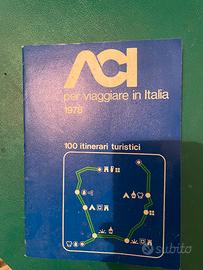 ACI
per viaggiare in Italia
1978
100 itinerari turistici
subito